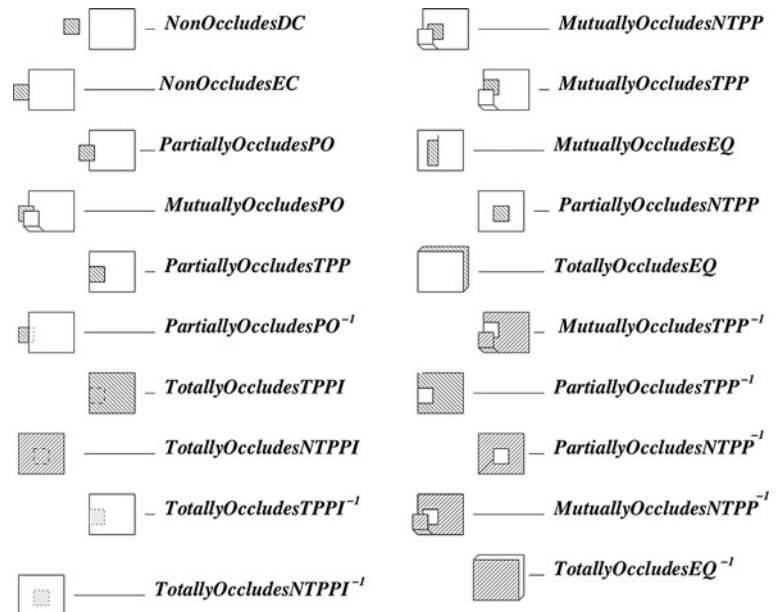 NonOccludesDC
NonOccludesEC
PartiallyOccludesPO
MutuallyOccludesPO
PartiallyOccludesTPP
PartiallyOccludesPO⁻¹
TotallyOccludesTPPI
TotallyOccludesNTPPI
TotallyOccludesTPPI⁻¹
TotallyOccludesNTPPI⁻¹
MutuallyOccludesNTPP
MutuallyOccludesTPP
MutuallyOccludesEQ
PartiallyOccludesNTPP
TotallyOccludesEQ
MutuallyOccludesTPP⁻¹
PartiallyOccludesTPP⁻¹
PartiallyOccludesNTPP⁻¹
MutuallyOccludesNTPP⁻¹
TotallyOccludesEQ⁻¹